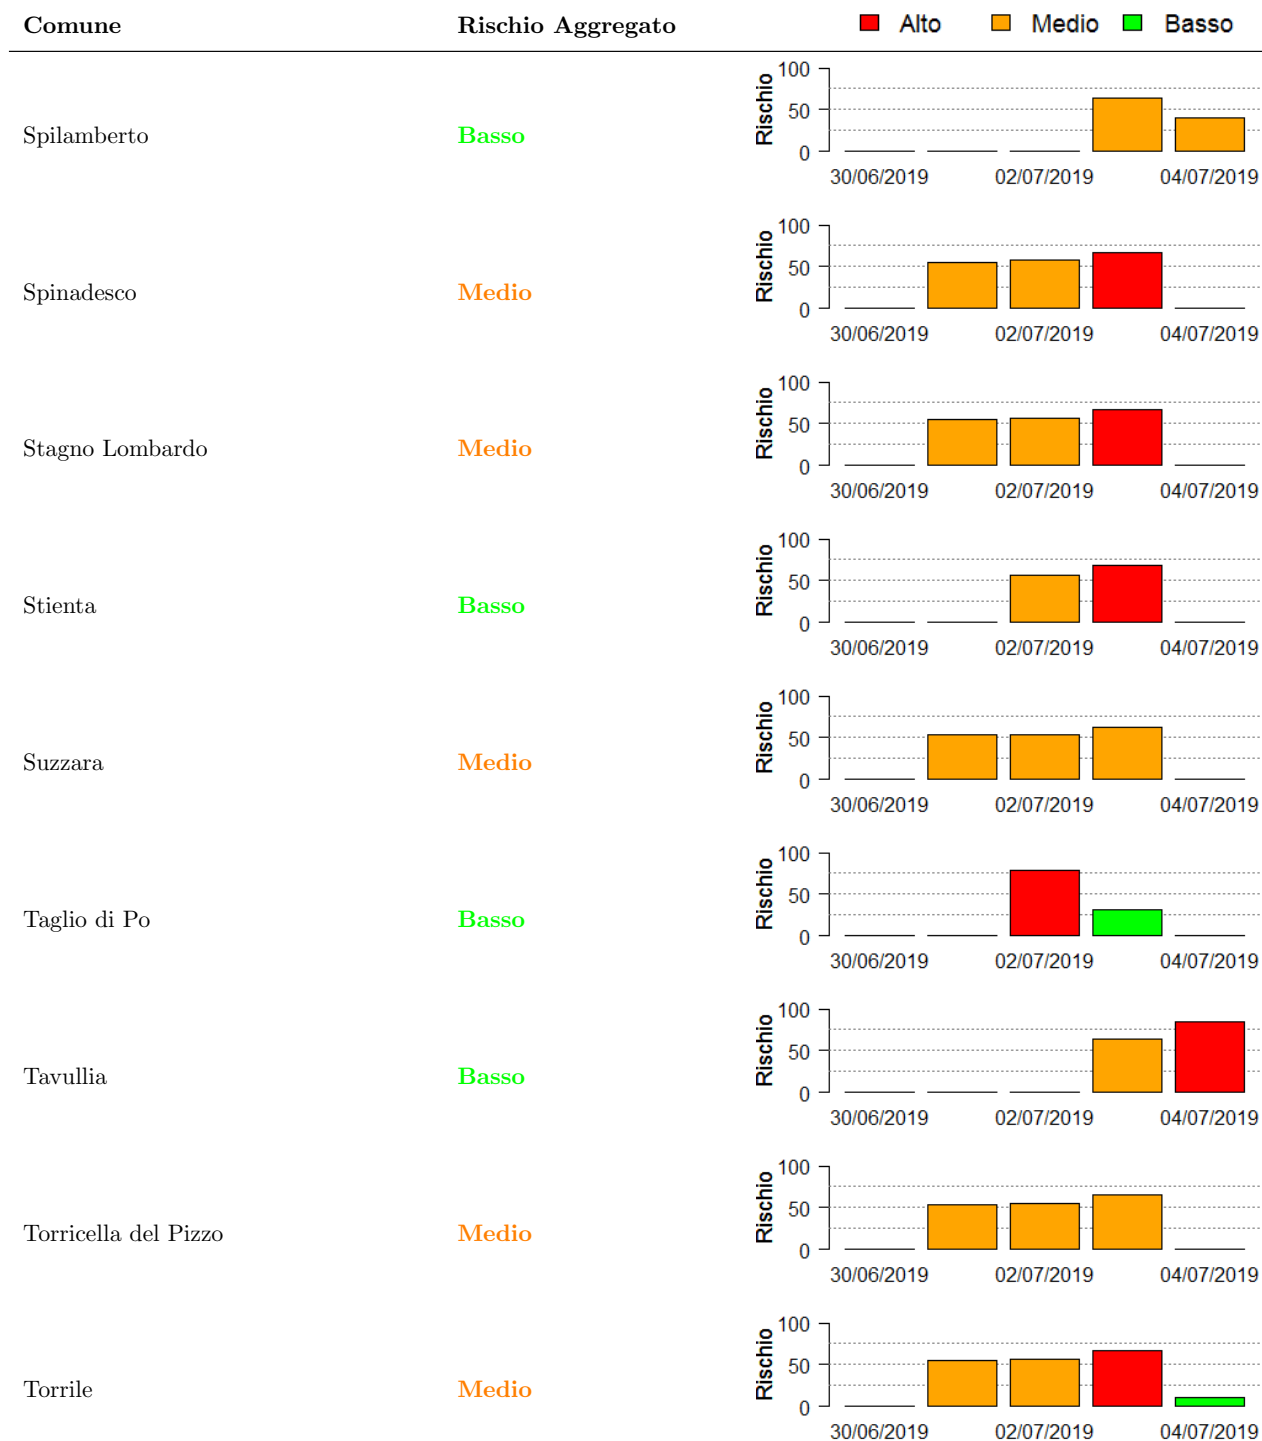 Comune Rischio Aggregato Alto Medio Basso
100
50
0
Rischio
Spilamberto Basso
30/06/2019 02/07/2019 04/07/2019
100
50
0
Rischio
Spinadesco Medio
30/06/2019 02/07/2019 04/07/2019
100
50
0
Rischio
Stagno Lombardo Medio
30/06/2019 02/07/2019 04/07/2019
100
50
0
Rischio
Stienta Basso
30/06/2019 02/07/2019 04/07/2019
100
50
0
Rischio
Suzzara Medio
30/06/2019 02/07/2019 04/07/2019
100
50
0
Rischio
Taglio di Po Basso
30/06/2019 02/07/2019 04/07/2019
100
50
0
Rischio
Tavullia Basso
30/06/2019 02/07/2019 04/07/2019
100
50
0
Rischio
Torricella del Pizzo Medio
30/06/2019 02/07/2019 04/07/2019
100
50
0
Rischio
Torrile Medio
30/06/2019 02/07/2019 04/07/2019